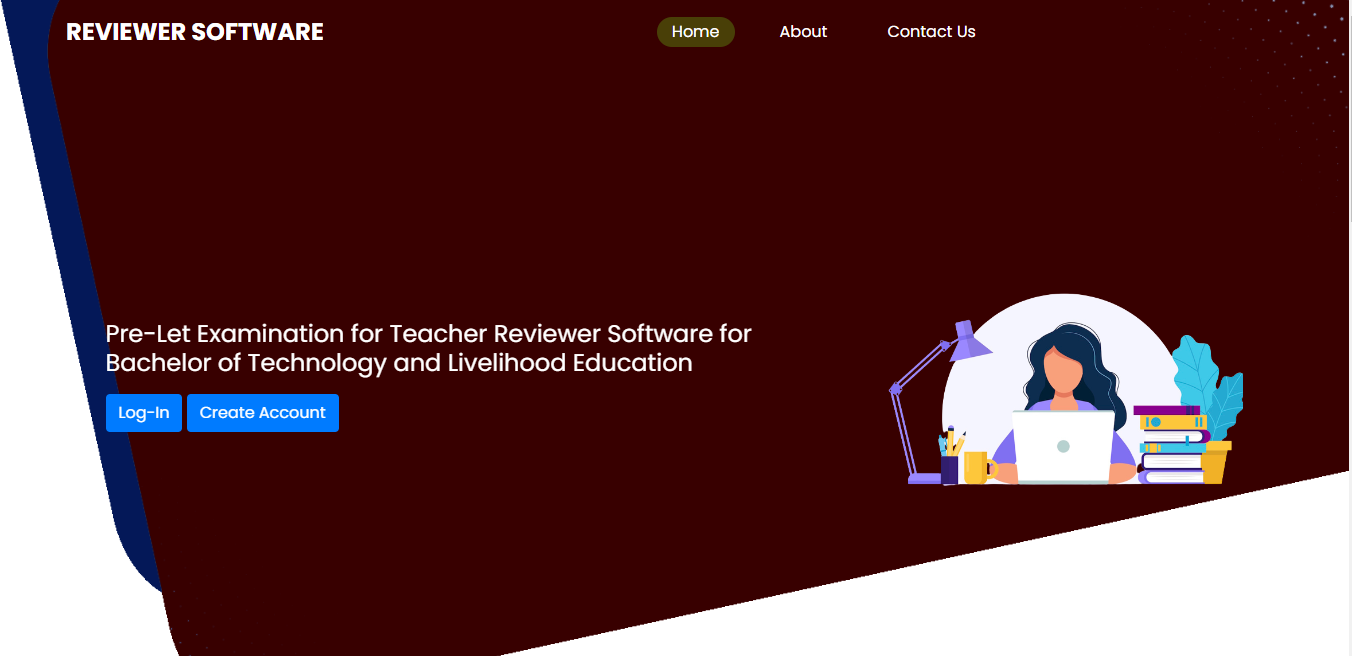 REVIEWER SOFTWARE
Home
About
Contact Us
Pre-Let Examination for Teacher Reviewer Software for
Bachelor of Technology and Livelihood Education
Log-In
Create Account